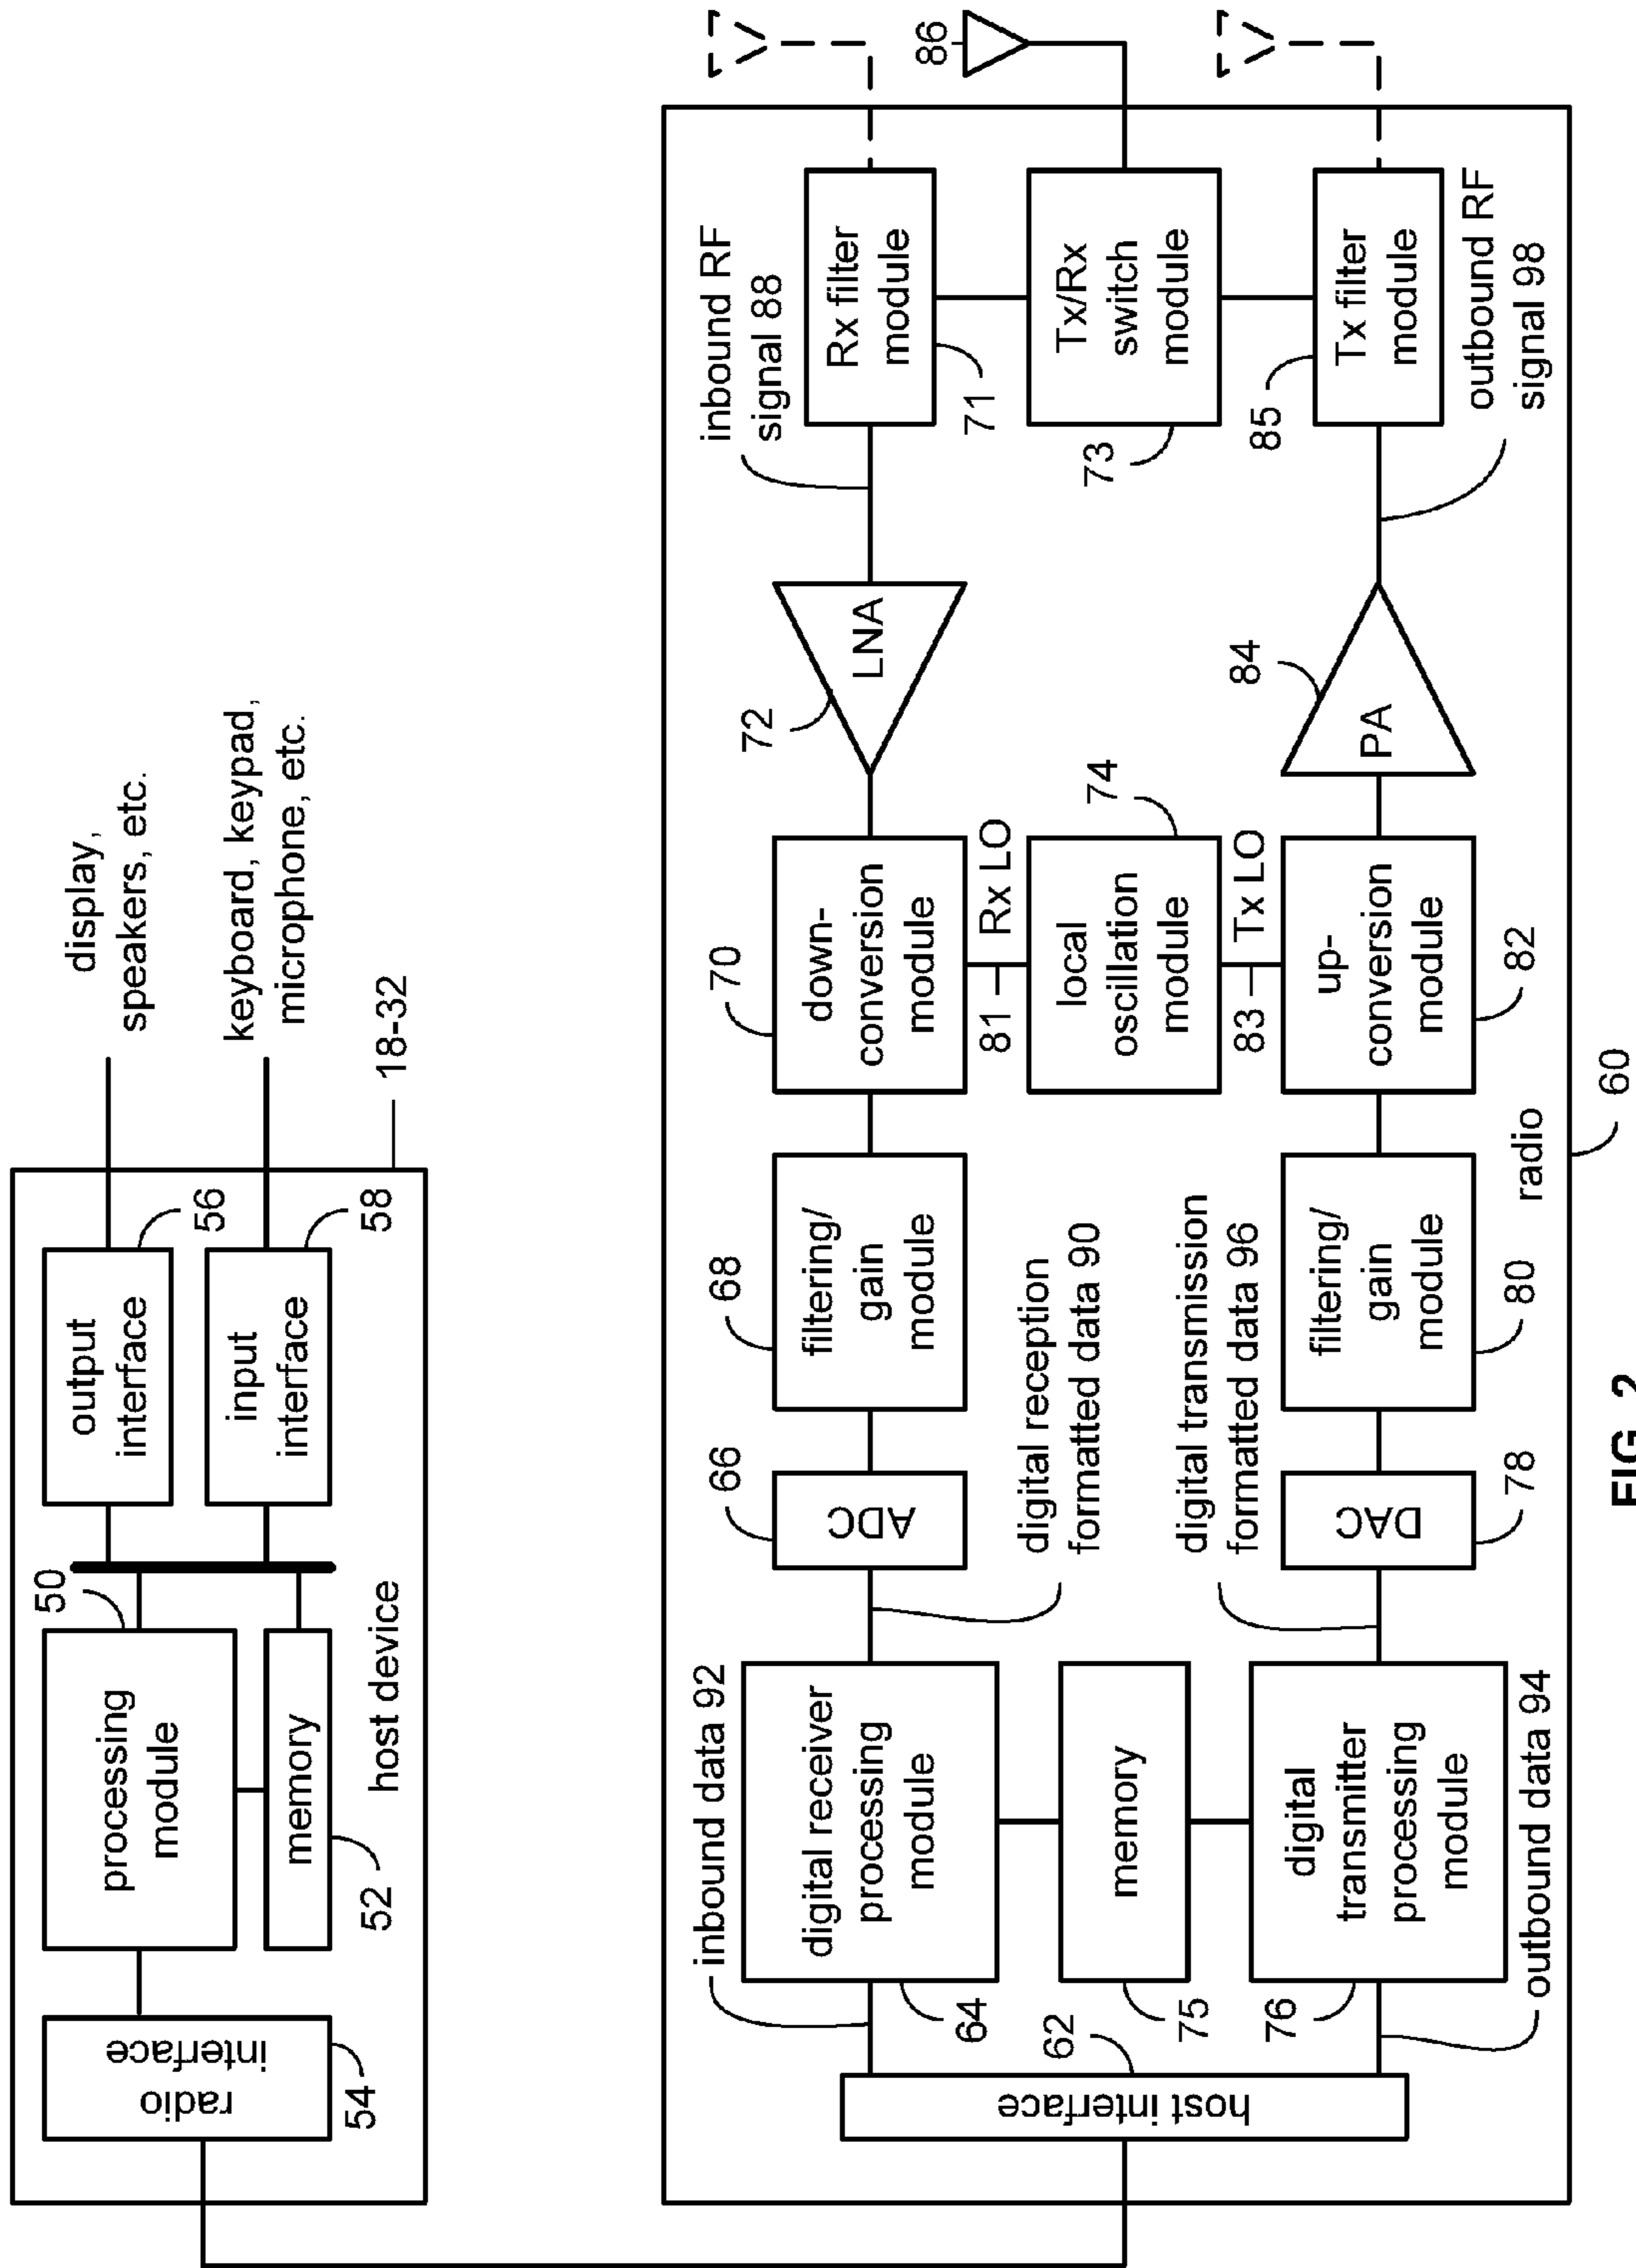 display,
speakers, etc.
keyboard, keypad,
microphone, etc.
18-32
output
interface
56
input
interface
58
50
processing
module
memory
52
host device
radio
interface
54
inbound RF
signal 88
Rx filter
module
71
86
Tx/Rx
switch
module
73
85
Tx filter
module
outbound RF
signal 98
72
LNA
84
PA
70
down-
conversion
module
81
Rx LO
74
local
oscillation
module
83
Tx LO
up-
conversion
module
82
68
filtering/
gain
module
filtering/
gain
module
80
radio
60
66
ADC
digital reception
formatted data 90
digital transmission
formatted data 96
DAC
78
inbound data 92
digital receiver
processing
module
64
memory
75
62
76
digital
transmitter
processing
module
outbound data 94
host interface
FIG. 2